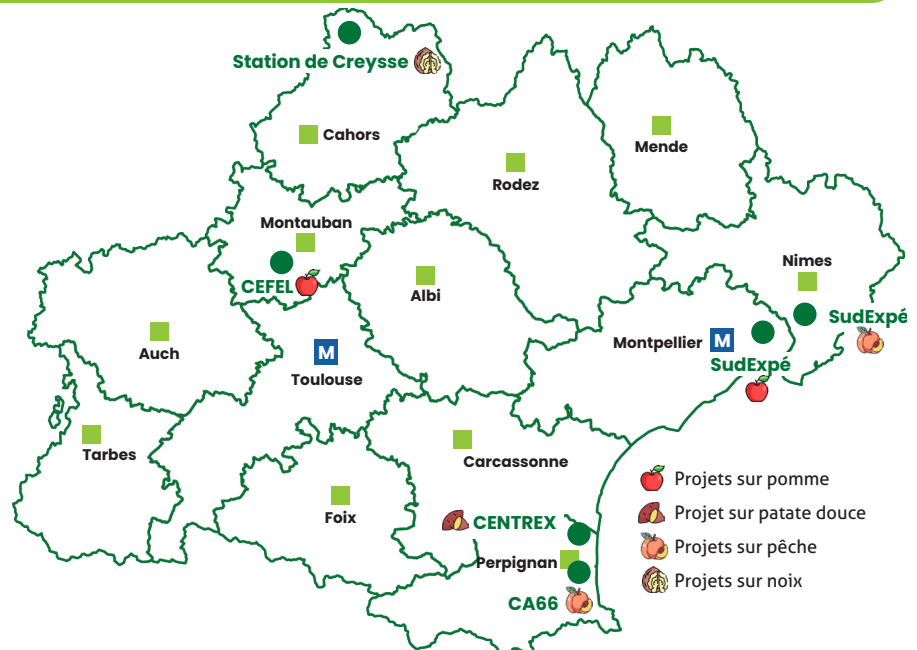 Station de Creysse
Cahors
Mende
Rodez
Montauban
CEFEL
Nimes
Albi
SudExpé
Montpellier
M
SudExpé
Auch
M
Toulouse
Tarbes
Carcassonne
Foix
CENTREX
Perpignan
CA66
Projets sur pomme
Projet sur patate douce
Projets sur pêche
Projets sur noix